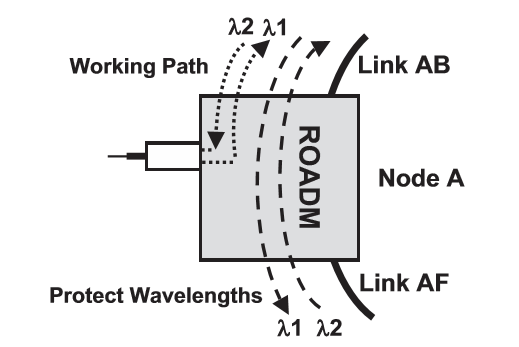 λ2 λ1
Working Path
Link AB
ROADM
Node A
Link AF
Protect Wavelengths
λ1 λ2